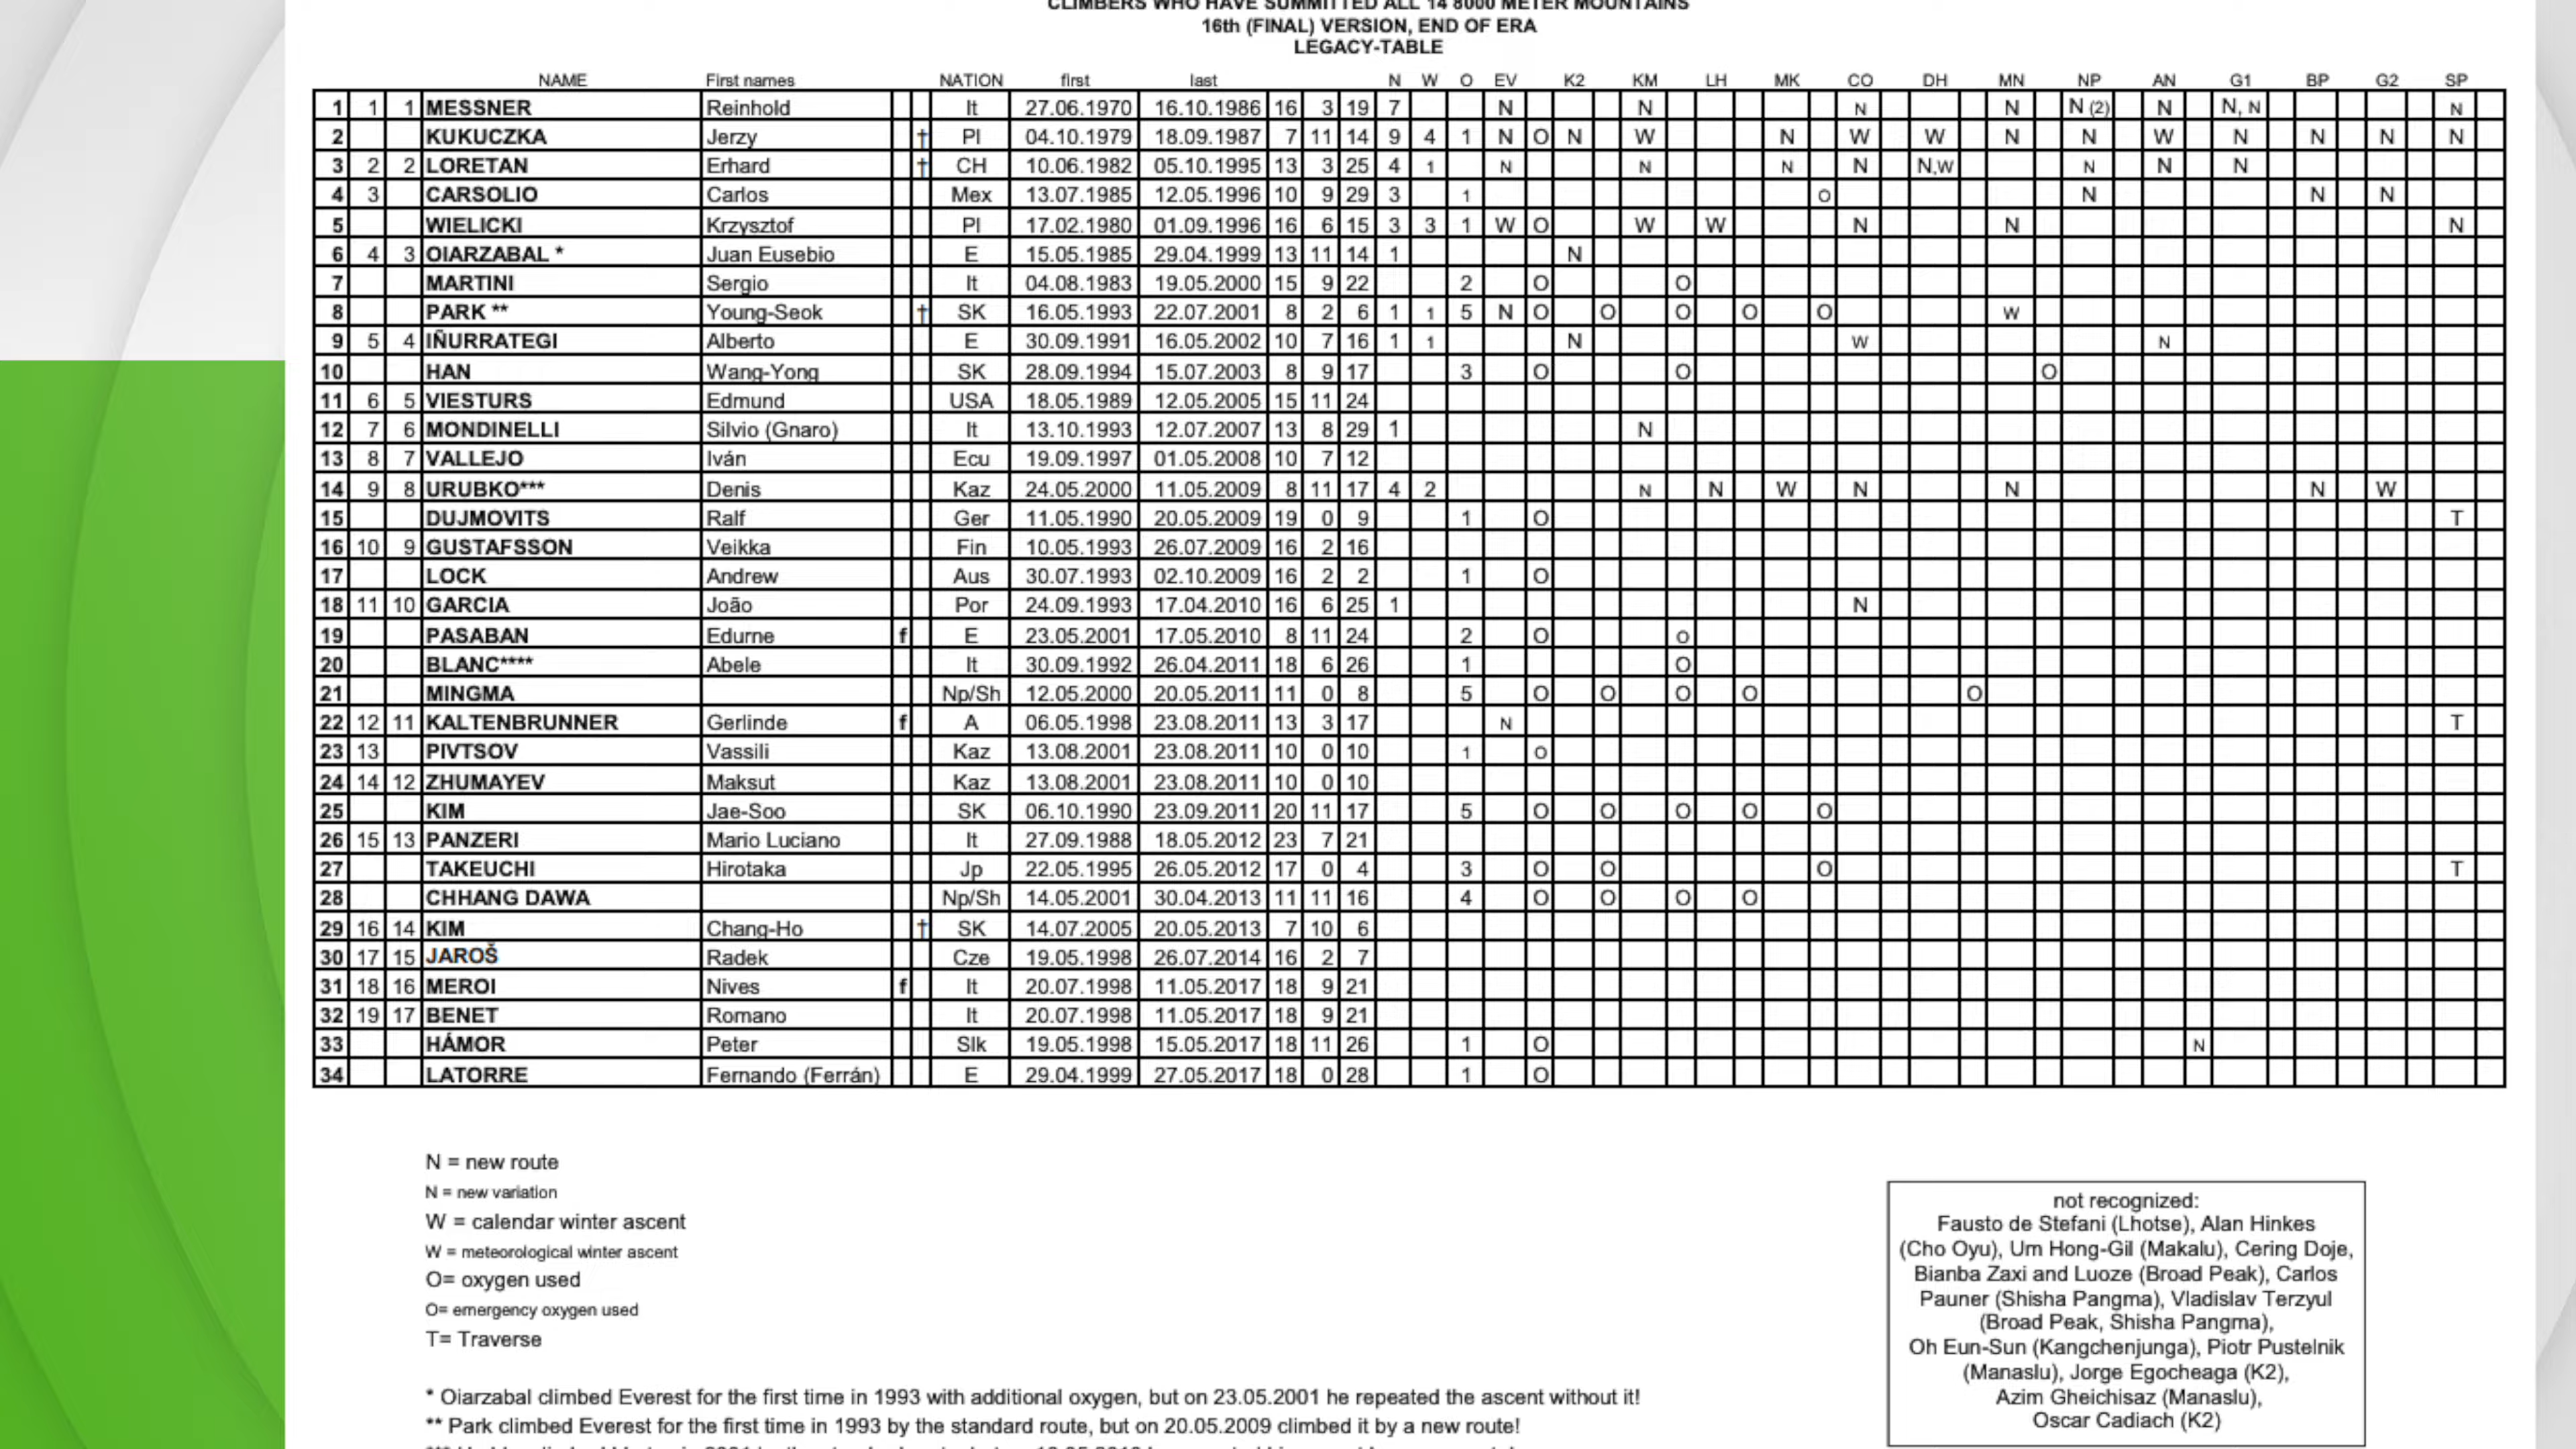 CLIMBERS WHO HAVE SUMMITTED ALL 14 8000 METER MOUNTAINS
16th (FINAL) VERSION, END OF ERA
LEGACY-TABLE
NAME First names NATION first last N W O EV K2 KM LH MK CO DH MN NP AN G1 BP G2 SP
1 1 1 MESSNER Reinhold It 27.06.1970 16.10.1986 16 3 19 7 N N N N N (2) N N, N N
2 KUKUCZKA Jerzy † Pl 04.10.1979 18.09.1987 7 11 14 9 4 1 N O N W N W W N N W N N N N
3 2 2 LORETAN Erhard † CH 10.06.1982 05.10.1995 13 3 25 4 1 N N N N N,W N N N
4 3 CARSOLIO Carlos Mex 13.07.1985 12.05.1996 10 9 29 3 1 O N N N
5 WIELICKI Krzysztof Pl 17.02.1980 01.09.1996 16 6 15 3 3 1 W O W W N N N
6 4 3 OIARZABAL * Juan Eusebio E 15.05.1985 29.04.1999 13 11 14 1 N
7 MARTINI Sergio It 04.08.1983 19.05.2000 15 9 22 2 O O
8 PARK ** Young-Seok † SK 16.05.1993 22.07.2001 8 2 6 1 1 5 N O O O O O W
9 5 4 IÑURRATEGI Alberto E 30.09.1991 16.05.2002 10 7 16 1 1 N W N
10 HAN Wang-Yong SK 28.09.1994 15.07.2003 8 9 17 3 O O O
11 6 5 VIESTURS Edmund USA 18.05.1989 12.05.2005 15 11 24
12 7 6 MONDINELLI Silvio (Gnaro) It 13.10.1993 12.07.2007 13 8 29 1 N
13 8 7 VALLEJO Iván Ecu 19.09.1997 01.05.2008 10 7 12
14 9 8 URUBKO*** Denis Kaz 24.05.2000 11.05.2009 8 11 17 4 2 N N W N N N W
15 DUJMOVITS Ralf Ger 11.05.1990 20.05.2009 19 0 9 1 O T
16 10 9 GUSTAFSSON Veikka Fin 10.05.1993 26.07.2009 16 2 16
17 LOCK Andrew Aus 30.07.1993 02.10.2009 16 2 2 1 O
18 11 10 GARCIA João Por 24.09.1993 17.04.2010 16 6 25 1 N
19 PASABAN Edurne f E 23.05.2001 17.05.2010 8 11 24 2 O O
20 BLANC**** Abele It 30.09.1992 26.04.2011 18 6 26 1 O
21 MINGMA Np/Sh 12.05.2000 20.05.2011 11 0 8 5 O O O O O
22 12 11 KALTENBRUNNER Gerlinde f A 06.05.1998 23.08.2011 13 3 17 N T
23 13 PIVTSOV Vassili Kaz 13.08.2001 23.08.2011 10 0 10 1 O
24 14 12 ZHUMAYEV Maksut Kaz 13.08.2001 23.08.2011 10 0 10
25 KIM Jae-Soo SK 06.10.1990 23.09.2011 20 11 17 5 O O O O O
26 15 13 PANZERI Mario Luciano It 27.09.1988 18.05.2012 23 7 21
27 TAKEUCHI Hirotaka Jp 22.05.1995 26.05.2012 17 0 4 3 O O O T
28 CHHANG DAWA Np/Sh 14.05.2001 30.04.2013 11 11 16 4 O O O O
29 16 14 KIM Chang-Ho † SK 14.07.2005 20.05.2013 7 10 6
30 17 15 JAROŠ Radek Cze 19.05.1998 26.07.2014 16 2 7
31 18 16 MEROI Nives f It 20.07.1998 11.05.2017 18 9 21
32 19 17 BENET Romano It 20.07.1998 11.05.2017 18 9 21
33 HÁMOR Peter Slk 19.05.1998 15.05.2017 18 11 26 1 O N
34 LATORRE Fernando (Ferrán) E 29.04.1999 27.05.2017 18 0 28 1 O
N = new route
N = new variation
W = calendar winter ascent
W = meteorological winter ascent
O= oxygen used
O= emergency oxygen used
T= Traverse
* Oiarzabal climbed Everest for the first time in 1993 with additional oxygen, but on 23.05.2001 he repeated the ascent without it!
** Park climbed Everest for the first time in 1993 by the standard route, but on 20.05.2009 climbed it by a new route!
not recognized:
Fausto de Stefani (Lhotse), Alan Hinkes
(Cho Oyu), Um Hong-Gil (Makalu), Cering Doje,
Bianba Zaxi and Luoze (Broad Peak), Carlos
Pauner (Shisha Pangma), Vladislav Terzyul
(Broad Peak, Shisha Pangma),
Oh Eun-Sun (Kangchenjunga), Piotr Pustelnik
(Manaslu), Jorge Egocheaga (K2),
Azim Gheichisaz (Manaslu),
Oscar Cadiach (K2)